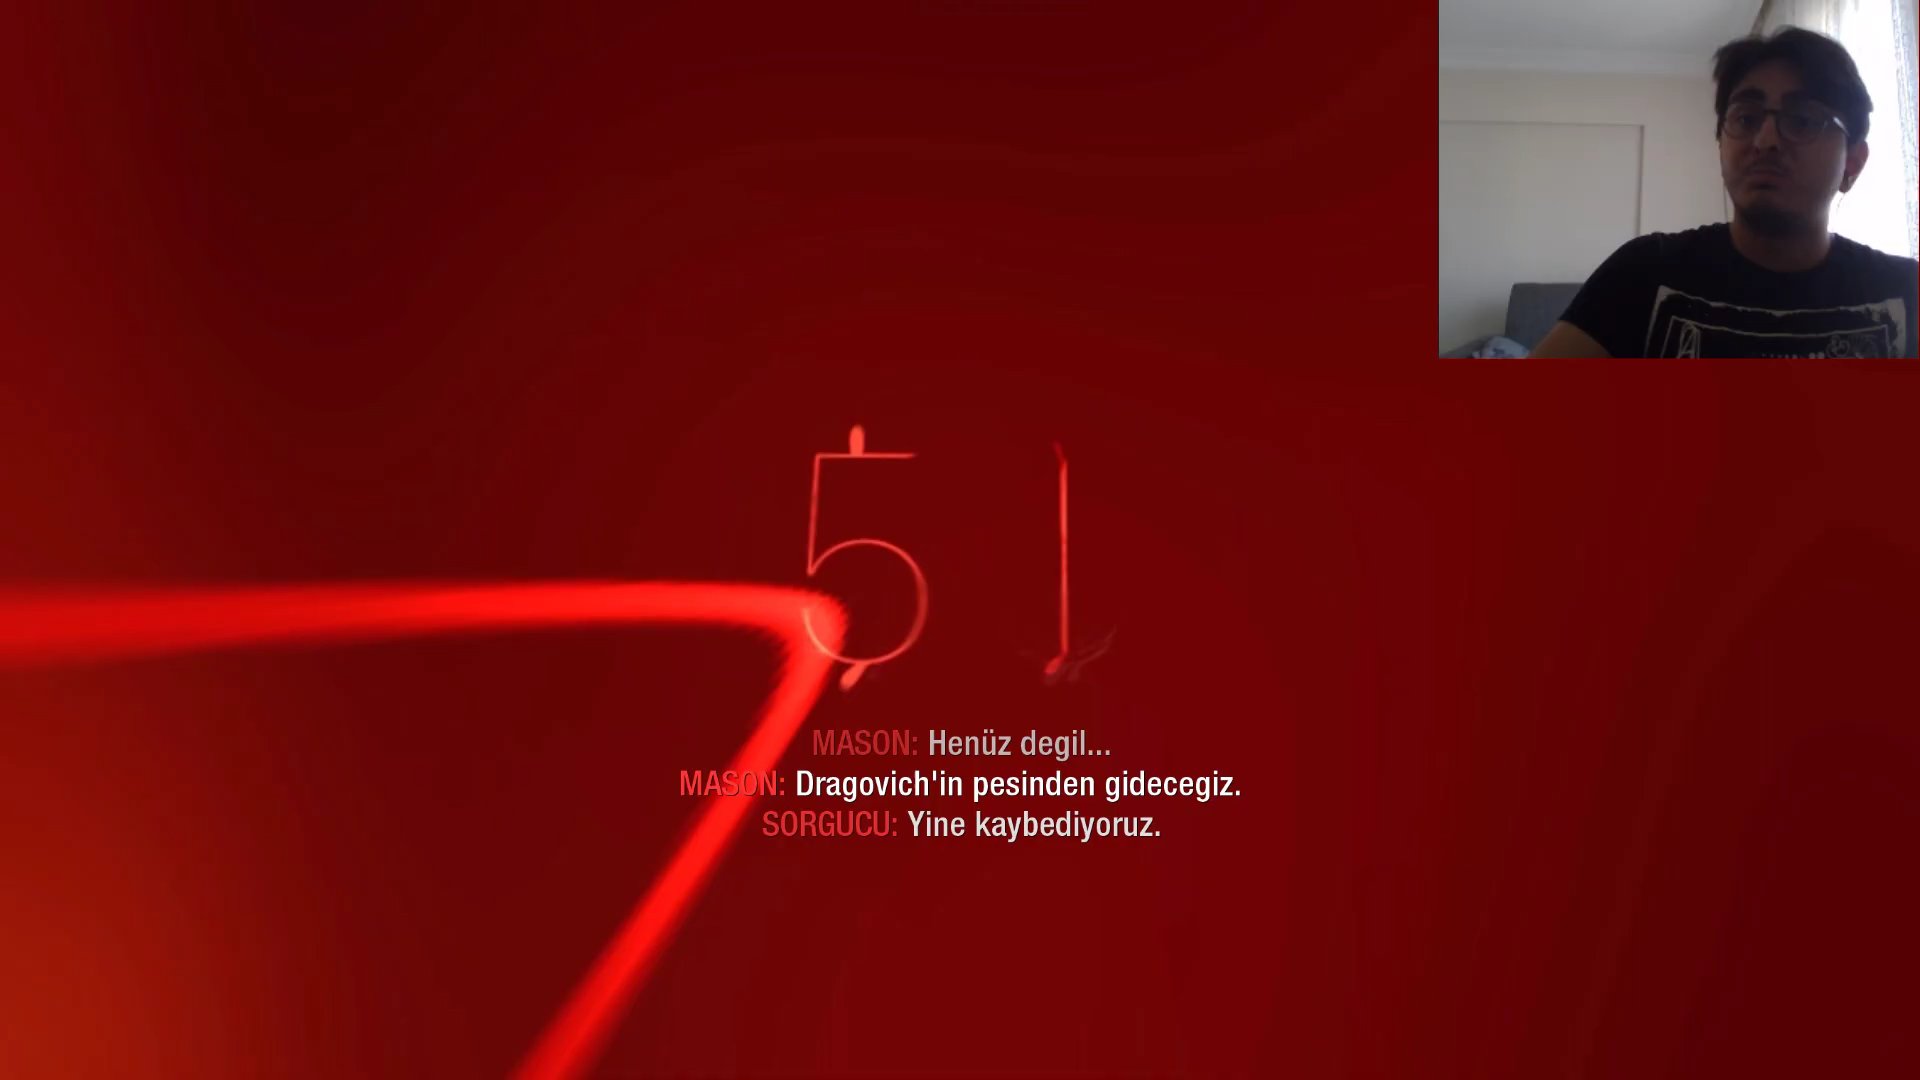 51
MASON: Henüz degil...
MASON: Dragovich'in pesinden gidecegiz.
SORGUCU: Yine kaybediyoruz.